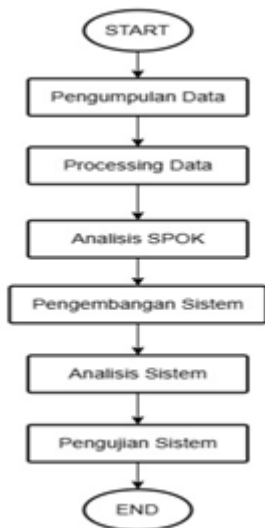 START
Pengumpulan Data
Processing Data
Analisis SPOK
Pengembangan Sistem
Analisis Sistem
Pengujian Sistem
END